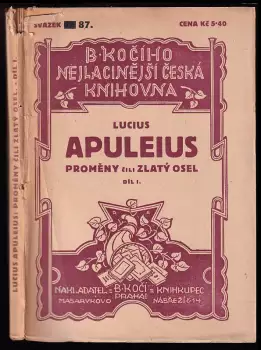 SVAZEK 87.
CENA Kč 5·40
B·KOČÍHO
NEJLACINĚJŠÍ ČESKÁ
KNIHOVNA
LUCIUS
APULEIUS
PROMĚNY ČILI ZLATÝ OSEL
DÍL I.
NAKLADATEL: B·KOČÍ: KNIHKUPEC
PRAHA I
MASARYKOVO NÁBŘEŽÍ 6·14
LUCIUS APULEIUS: PROMĚNY ČILI ZLATÝ OSEL - DÍL I.